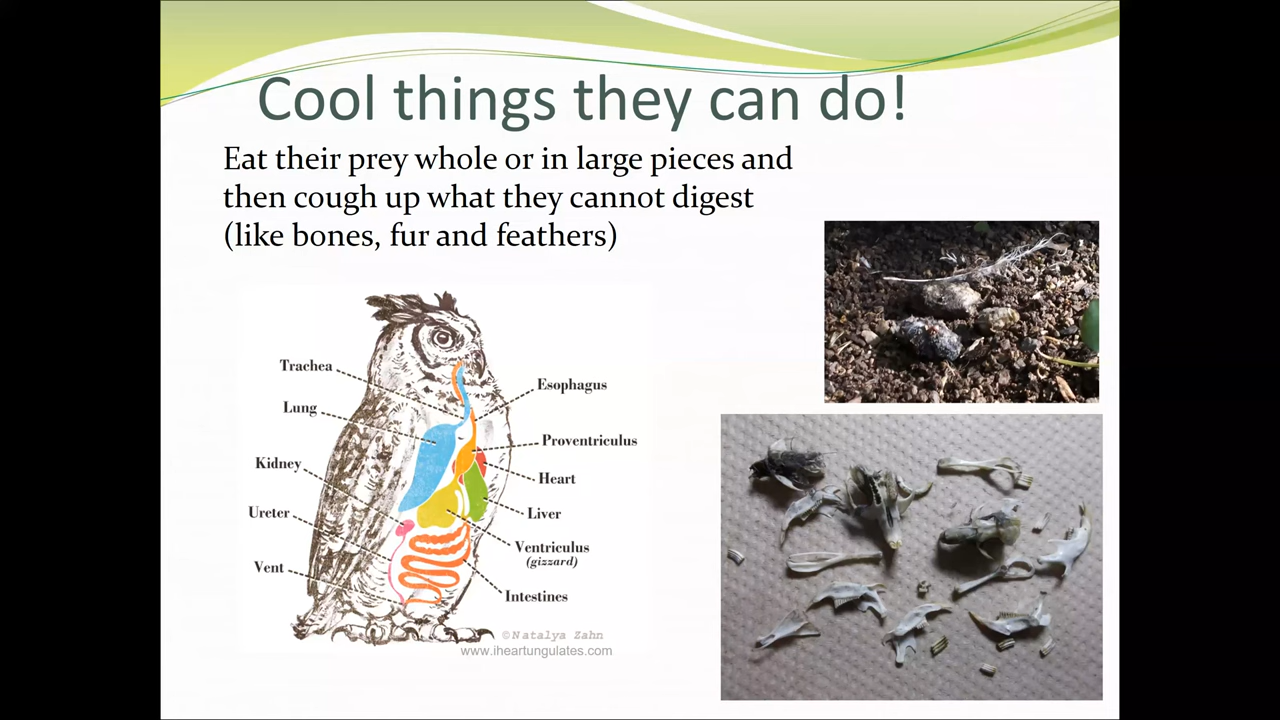 Cool things they can do!
Eat their prey whole or in large pieces and
then cough up what they cannot digest
(like bones, fur and feathers)
Trachea
Lung
Kidney
Ureter
Vent
Esophagus
Proventriculus
Heart
Liver
Ventriculus
(gizzard)
Intestines
©Natalya Zahn
www.iheartungulates.com